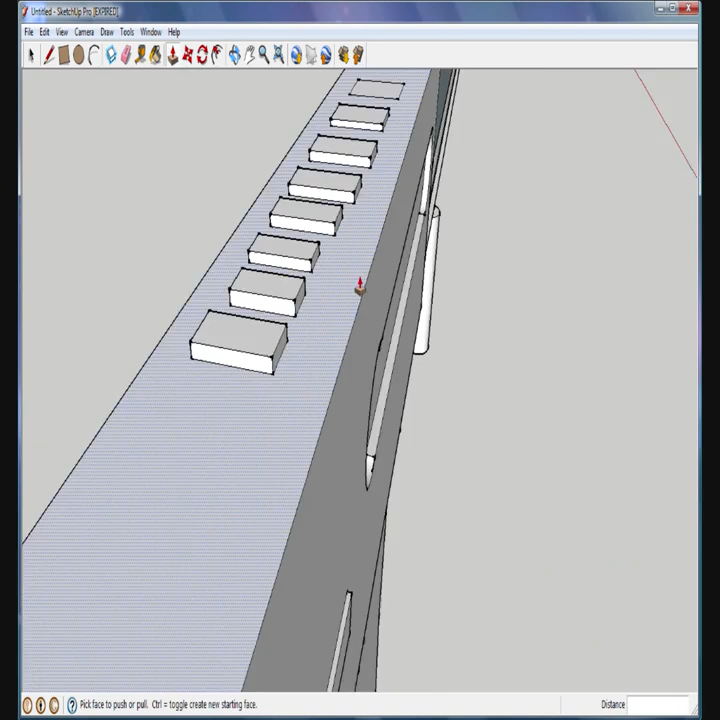 Untitled - SketchUp Pro [EXPIRED]
File Edit View Camera Draw Tools Window Help
Pick face to push or pull. Ctrl = toggle create new starting face.
Distance